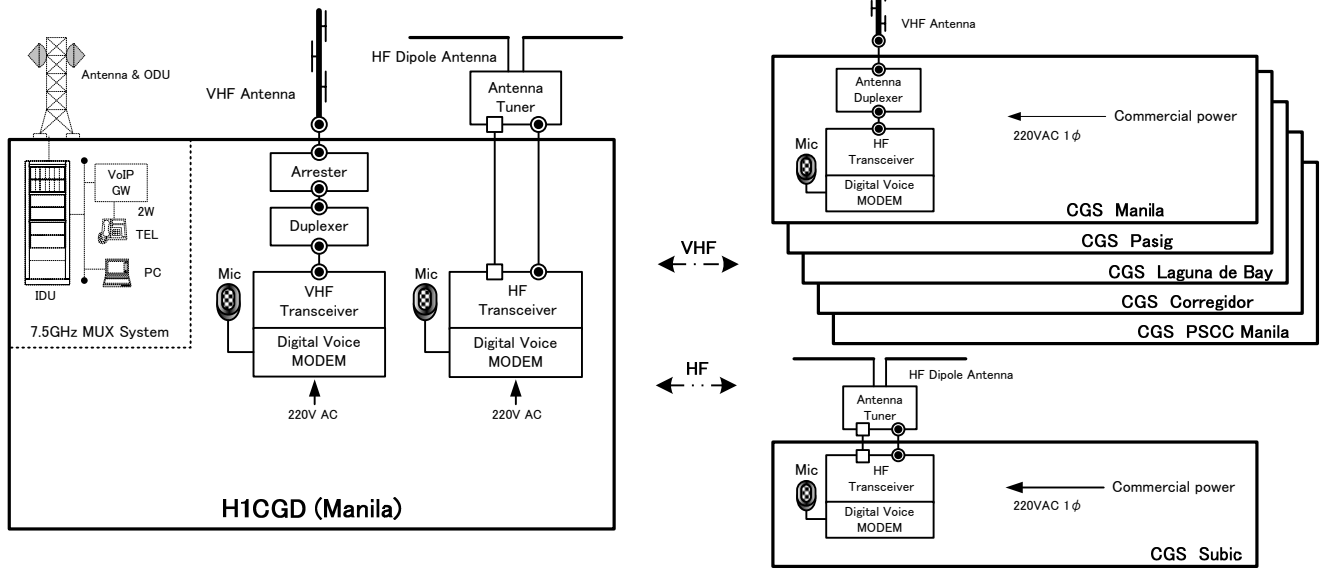 Antenna & ODU
VoIP
GW
2W
TEL
PC
IDU
7.5GHz MUX System
VHF Antenna
Arrester
Duplexer
Mic
VHF
Transceiver
Digital Voice
MODEM
220V AC
HF Dipole Antenna
Antenna
Tuner
Mic
HF
Transceiver
Digital Voice
MODEM
220V AC
H1CGD (Manila)
VHF
HF
VHF Antenna
Antenna
Duplexer
Mic
HF
Transceiver
Digital Voice
MODEM
Commercial power
220VAC 1φ
CGS Manila
CGS Pasig
CGS Laguna de Bay
CGS Corregidor
CGS PSCC Manila
HF Dipole Antenna
Antenna
Tuner
Mic
HF
Transceiver
Digital Voice
MODEM
Commercial power
220VAC 1φ
CGS Subic